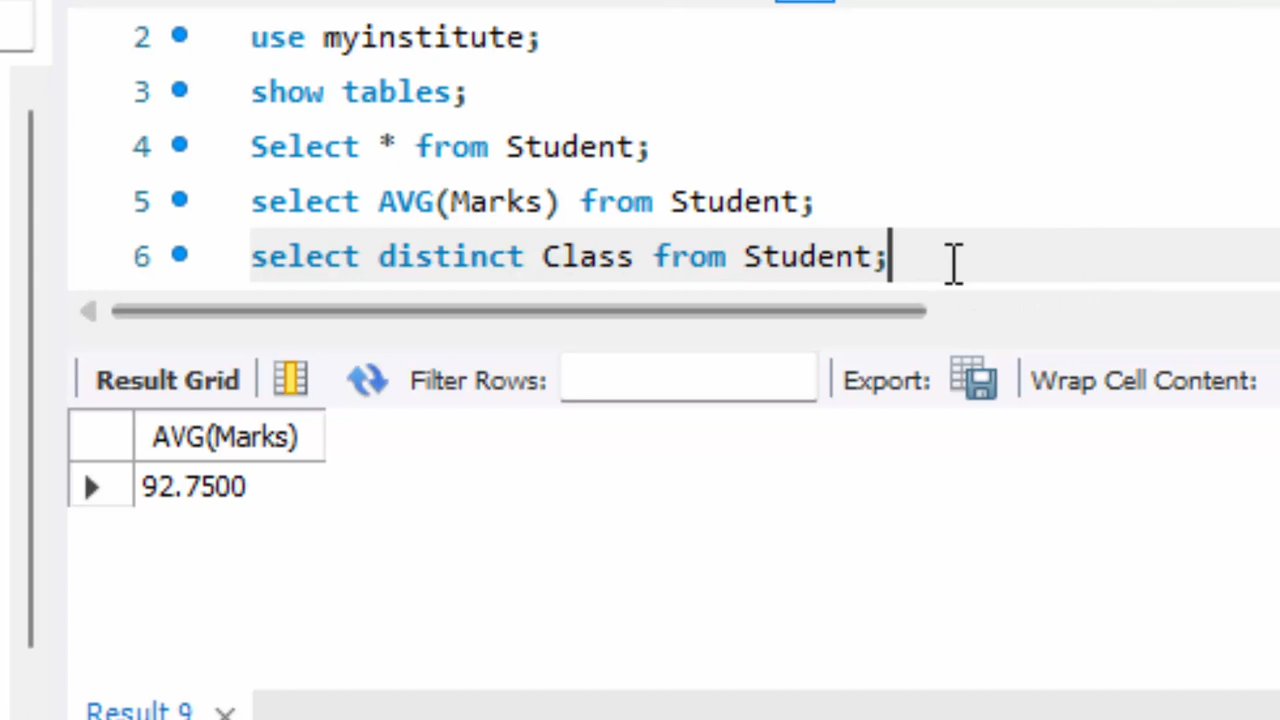 2 use myinstitute;
3 show tables;
4 Select * from Student;
5 select AVG(Marks) from Student;
6 select distinct Class from Student;
Result Grid Filter Rows: Export: Wrap Cell Content:
AVG(Marks)
92.7500
Result 9